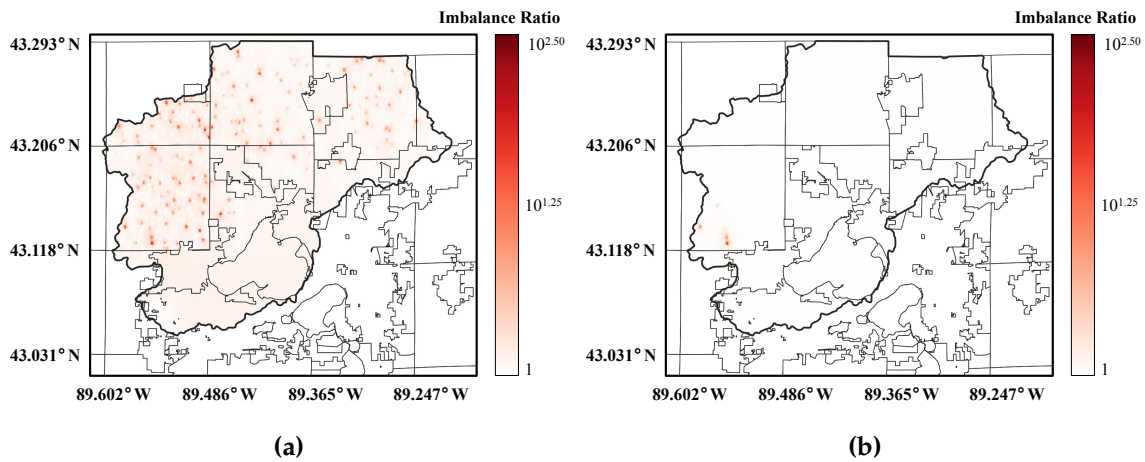 Imbalance Ratio
43.293° N
43.206° N
43.118° N
43.031° N
89.602° W 89.486° W 89.365° W 89.247° W
10^2.50
10^1.25
1
(a)
Imbalance Ratio
43.293° N
43.206° N
43.118° N
43.031° N
89.602° W 89.486° W 89.365° W 89.247° W
10^2.50
10^1.25
1
(b)